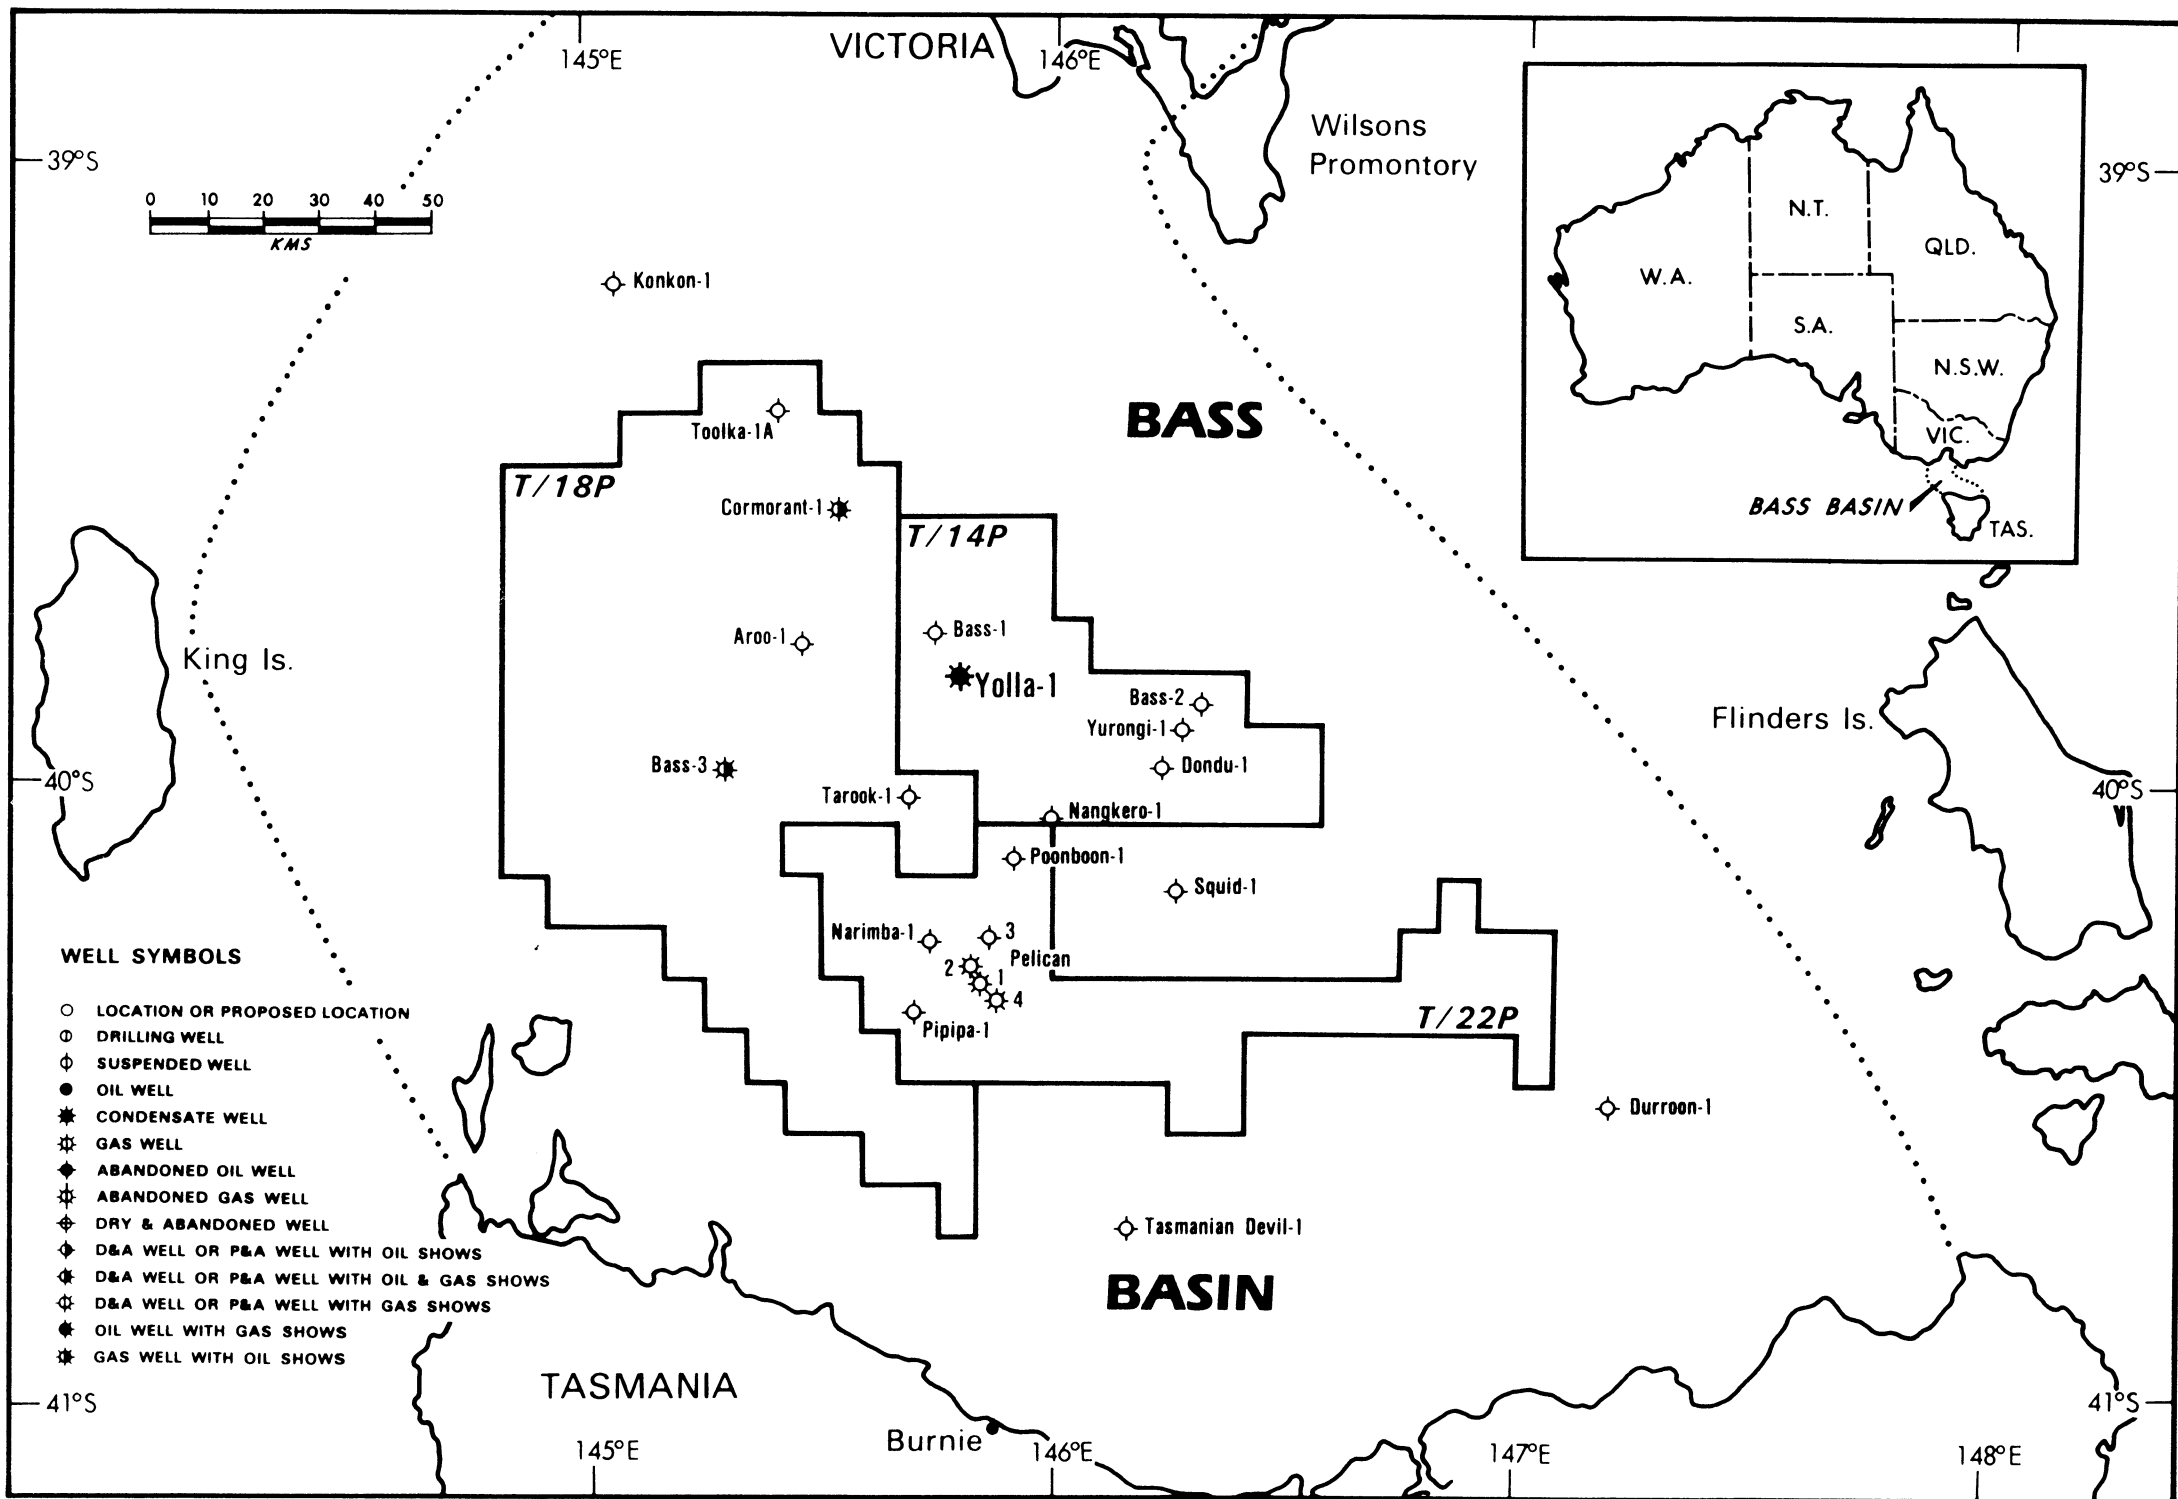 VICTORIA
145°E
146°E
Wilsons
Promontory
39°S
39°S
0 10 20 30 40 50
KMS
Konkon-1
N.T.
QLD.
W.A.
S.A.
N.S.W.
VIC.
BASS BASIN
TAS.
BASS
Toolka-1A
T/18P
Cormorant-1
T/14P
Aroo-1
Bass-1
King Is.
Yolla-1
Bass-2
Yurongi-1
Flinders Is.
Bass-3
Dondu-1
40°S
40°S
Tarook-1
Nangkero-1
Poonboon-1
Squid-1
Narimba-1
3
Pelican
2
1
4
Pipipa-1
T/22P
Durroon-1
Tasmanian Devil-1
BASIN
WELL SYMBOLS
LOCATION OR PROPOSED LOCATION
DRILLING WELL
SUSPENDED WELL
OIL WELL
CONDENSATE WELL
GAS WELL
ABANDONED OIL WELL
ABANDONED GAS WELL
DRY & ABANDONED WELL
D&A WELL OR P&A WELL WITH OIL SHOWS
D&A WELL OR P&A WELL WITH OIL & GAS SHOWS
D&A WELL OR P&A WELL WITH GAS SHOWS
OIL WELL WITH GAS SHOWS
GAS WELL WITH OIL SHOWS
TASMANIA
41°S
41°S
Burnie
145°E
146°E
147°E
148°E